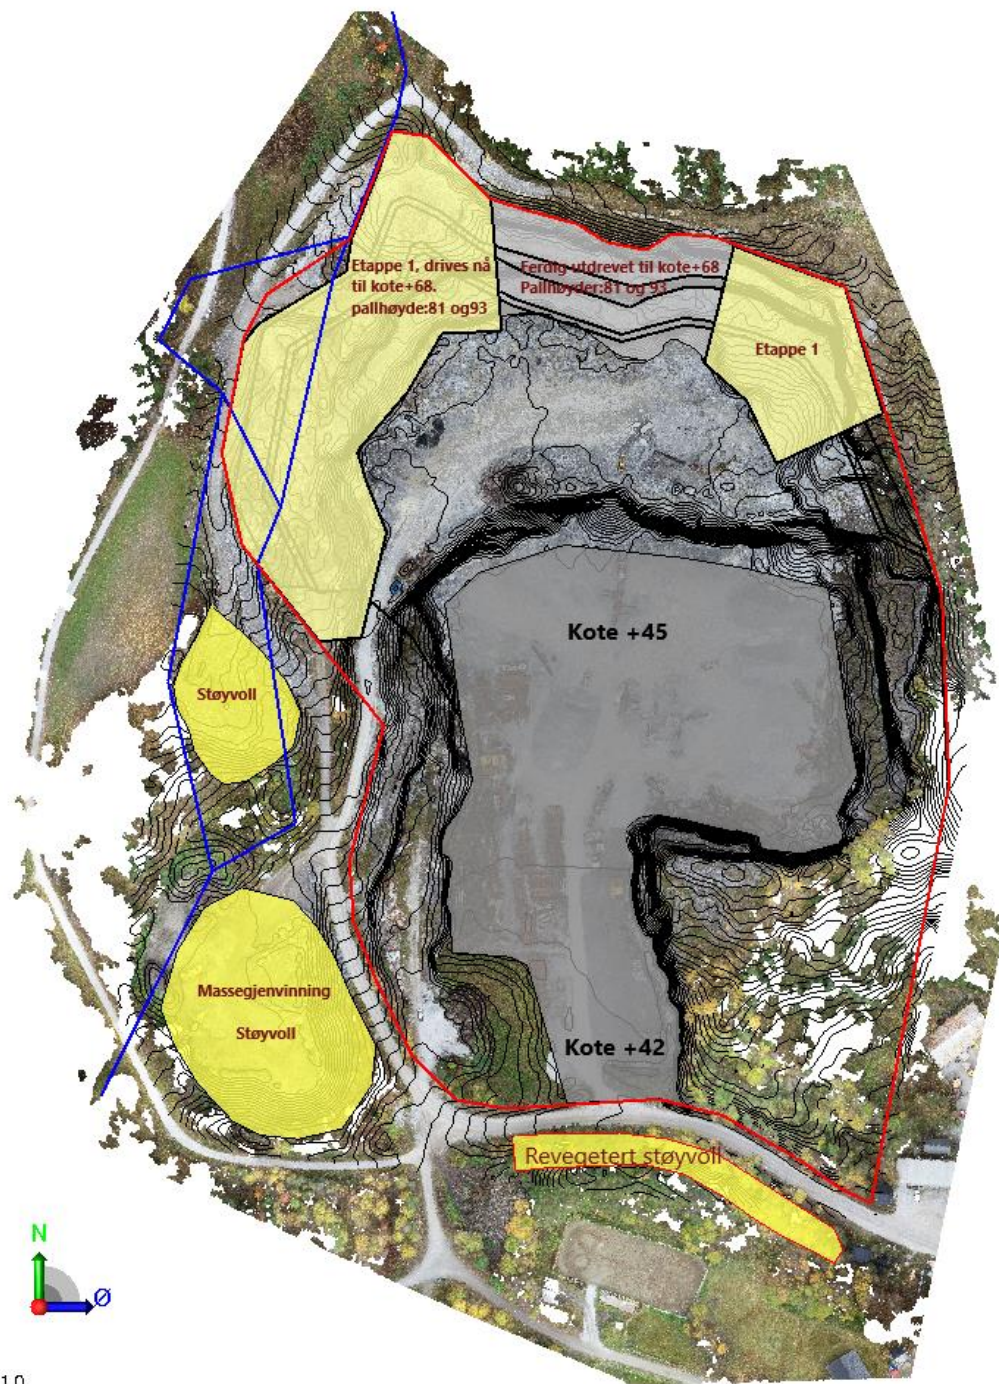 Etappe 1, drives nå
til kote+68.
pallhøyde:81 og93
Ferdig utdrevet til kote+68
Pallhøyder:81 og 93
Etappe 1
Kote +45
Støyvoll
Massegjenvinning
Støyvoll
Kote +42
Revegetert støyvoll
N
Ø